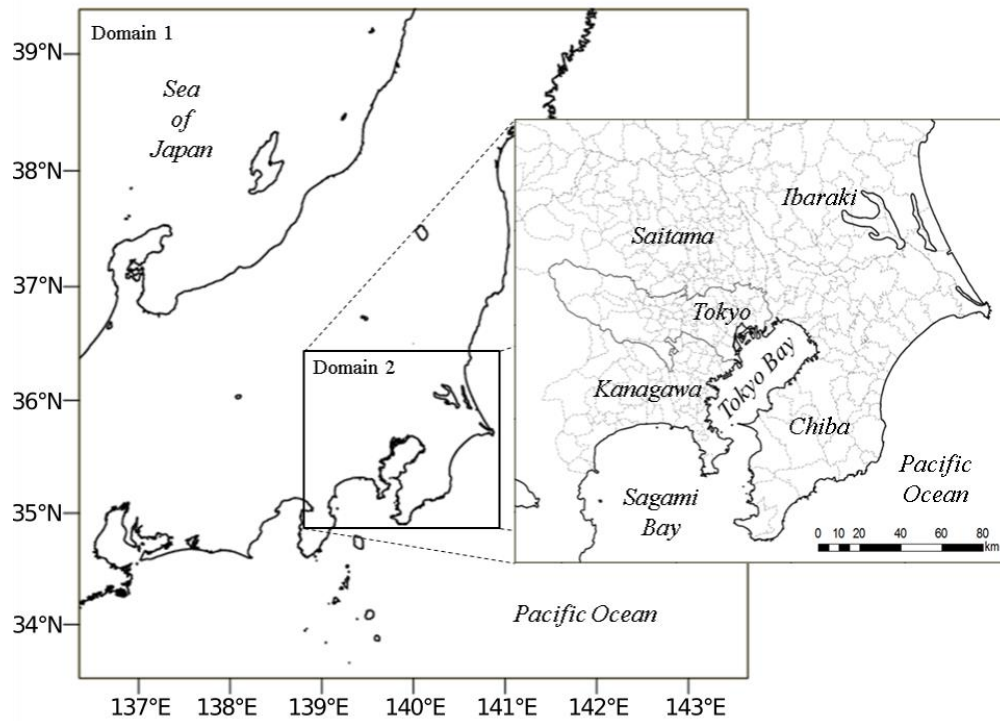 Domain 1
39°N
Sea
of
Japan
38°N
Ibaraki
Saitama
37°N
Tokyo
Domain 2
Tokyo Bay
36°N
Kanagawa
Chiba
Pacific
Ocean
Sagami
Bay
35°N
0 10 20 40 60 80
km
34°N
Pacific Ocean
137°E 138°E 139°E 140°E 141°E 142°E 143°E